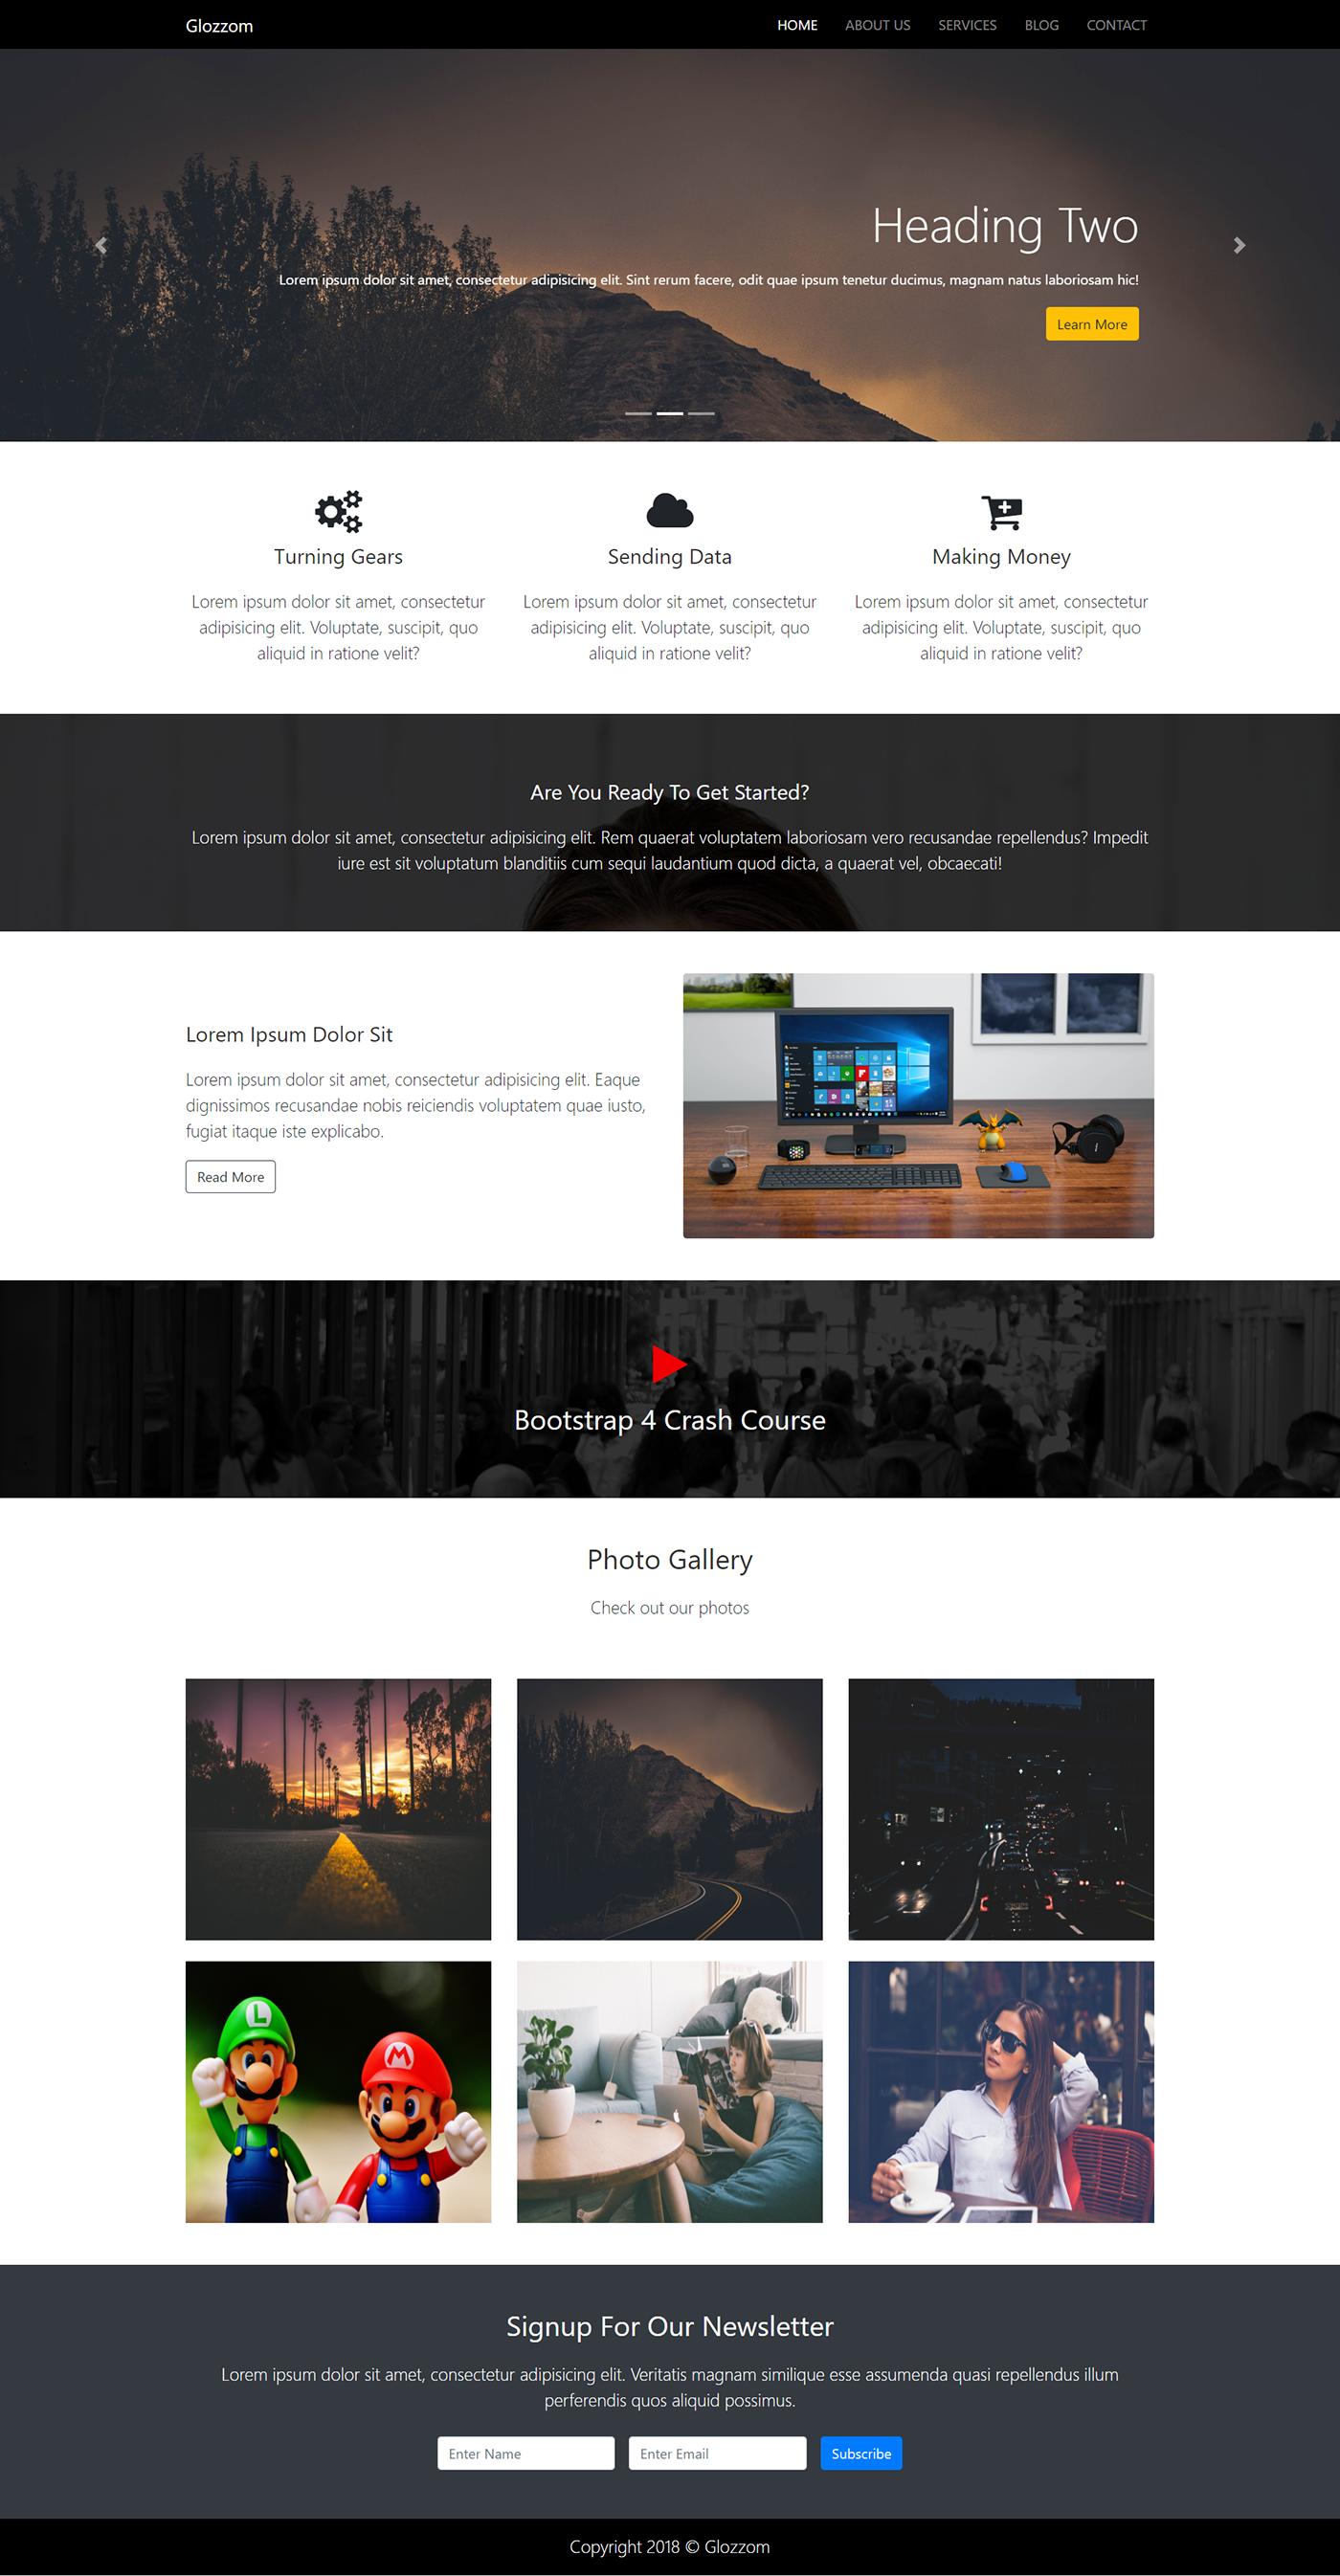 Glozzom
HOME ABOUT US SERVICES BLOG CONTACT
Heading Two
Lorem ipsum dolor sit amet, consectetur adipisicing elit. Sint rerum facere, odit quae ipsum tenetur ducimus, magnam natus laboriosam hic!
Learn More
Turning Gears
Lorem ipsum dolor sit amet, consectetur
adipisicing elit. Voluptate, suscipit, quo
aliquid in ratione velit?
Sending Data
Lorem ipsum dolor sit amet, consectetur
adipisicing elit. Voluptate, suscipit, quo
aliquid in ratione velit?
Making Money
Lorem ipsum dolor sit amet, consectetur
adipisicing elit. Voluptate, suscipit, quo
aliquid in ratione velit?
Are You Ready To Get Started?
Lorem ipsum dolor sit amet, consectetur adipisicing elit. Rem quaerat voluptatem laboriosam vero recusandae repellendus? Impedit
iure est sit voluptatum blanditiis cum sequi laudantium quod dicta, a quaerat vel, obcaecati!
Lorem Ipsum Dolor Sit
Lorem ipsum dolor sit amet, consectetur adipisicing elit. Eaque
dignissimos recusandae nobis reiciendis voluptatem quae iusto,
fugiat itaque iste explicabo.
Read More
Bootstrap 4 Crash Course
Photo Gallery
Check out our photos
L
M
Signup For Our Newsletter
Lorem ipsum dolor sit amet, consectetur adipisicing elit. Veritatis magnam similique esse assumenda quasi repellendus illum
perferendis quos aliquid possimus.
Enter Name
Enter Email
Subscribe
Copyright 2018 © Glozzom